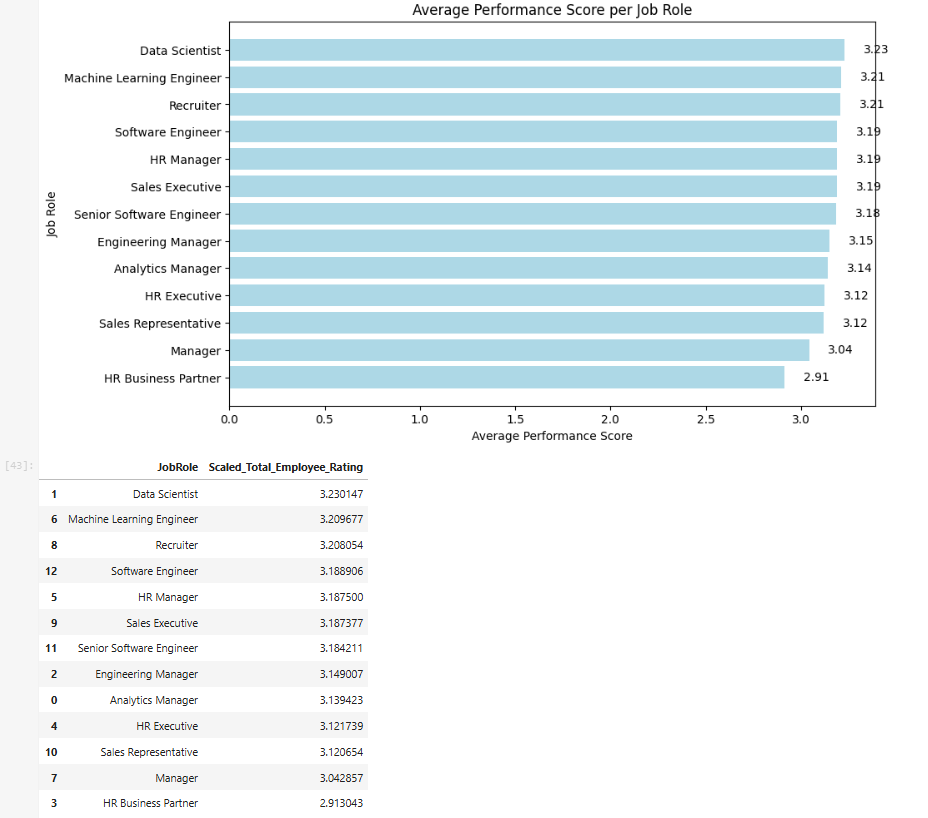 Average Performance Score per Job Role
Data Scientist 3.23
Machine Learning Engineer 3.21
Recruiter 3.21
Software Engineer 3.19
HR Manager 3.19
Sales Executive 3.19
Senior Software Engineer 3.18
Engineering Manager 3.15
Analytics Manager 3.14
HR Executive 3.12
Sales Representative 3.12
Manager 3.04
HR Business Partner 2.91
Job Role
0.0 0.5 1.0 1.5 2.0 2.5 3.0
Average Performance Score
[43]:
JobRole Scaled_Total_Employee_Rating
1 Data Scientist 3.230147
6 Machine Learning Engineer 3.209677
8 Recruiter 3.208054
12 Software Engineer 3.188906
5 HR Manager 3.187500
9 Sales Executive 3.187377
11 Senior Software Engineer 3.184211
2 Engineering Manager 3.149007
0 Analytics Manager 3.139423
4 HR Executive 3.121739
10 Sales Representative 3.120654
7 Manager 3.042857
3 HR Business Partner 2.913043